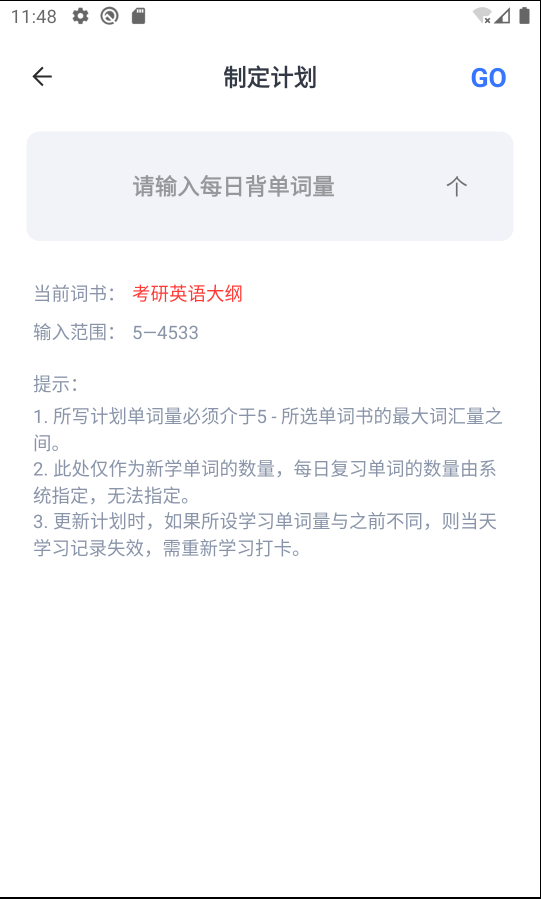 11:48
制定计划
GO
请输入每日背单词量 个
当前词书： 考研英语大纲
输入范围： 5—4533
提示：
1. 所写计划单词量必须介于5 - 所选单词书的最大词汇量之
间。
2. 此处仅作为新学单词的数量，每日复习单词的数量由系
统指定，无法指定。
3. 更新计划时，如果所设学习单词量与之前不同，则当天
学习记录失效，需重新学习打卡。